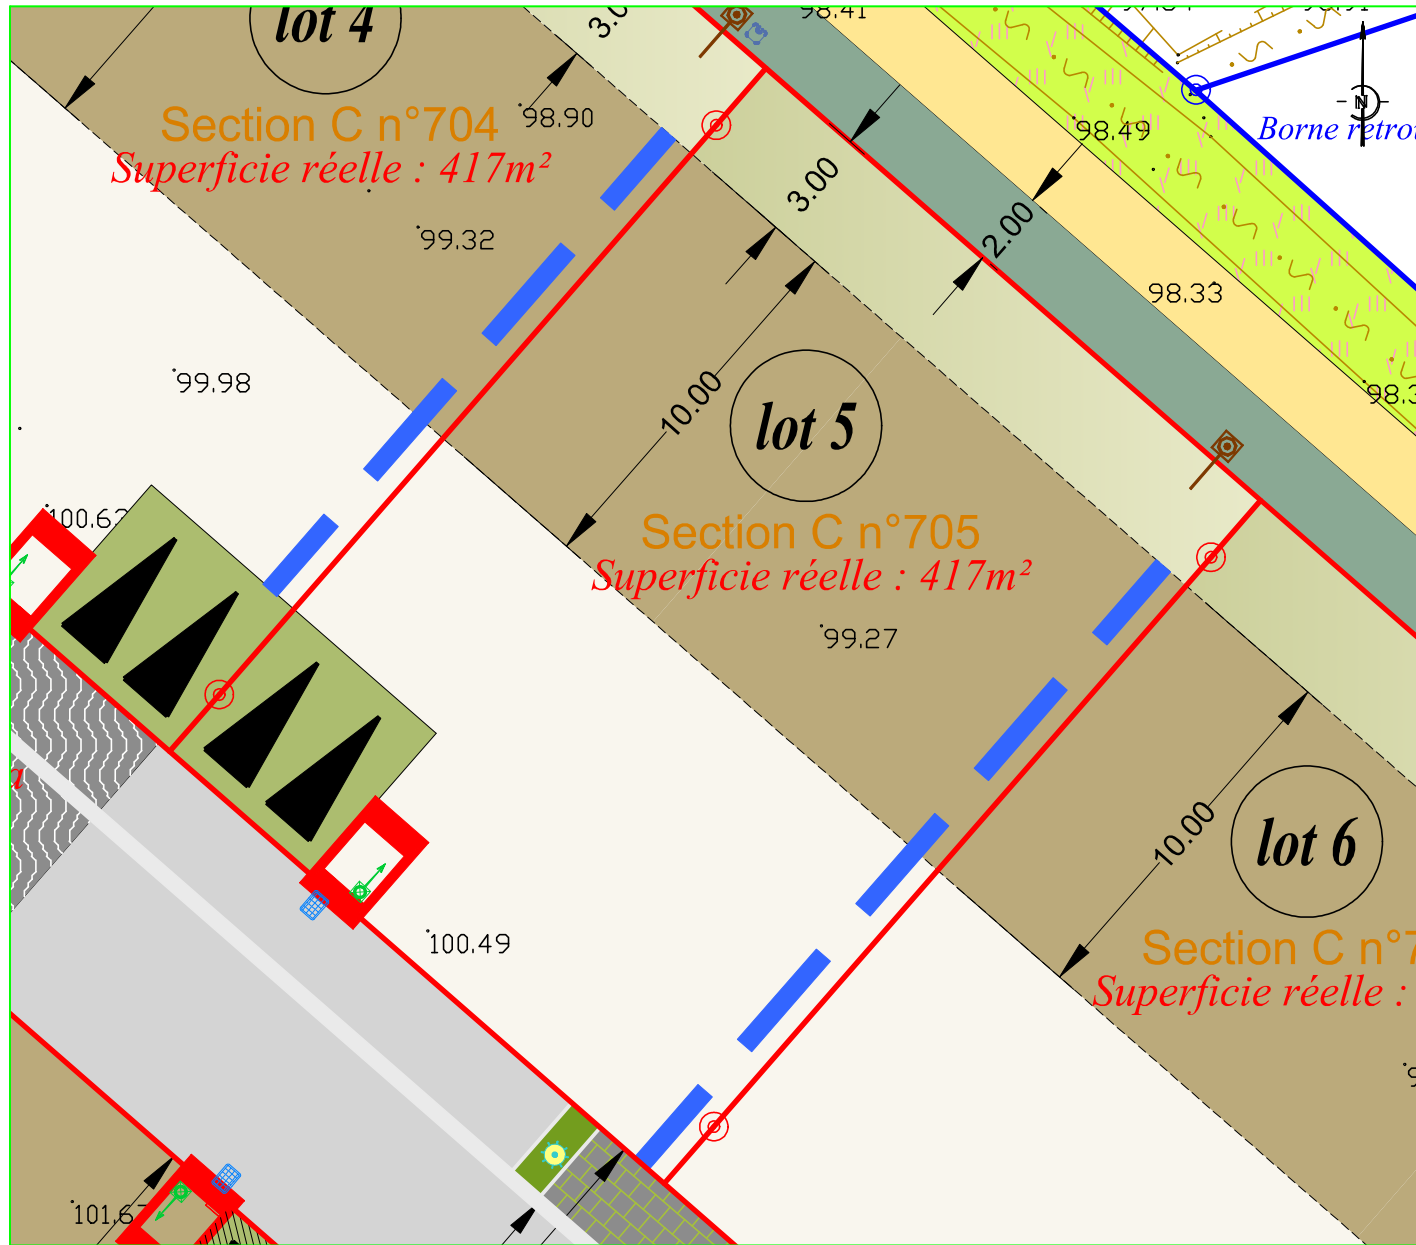 lot 4
98.41
Section C n°704
Superficie réelle : 417m²
98.90
98.49
N
3.00
2.00
99.32
98.33
99.98
10.00
lot 5
Section C n°705
Superficie réelle : 417m²
99.27
10.00
lot 6
100.49
Section C n°7
Superficie réelle :